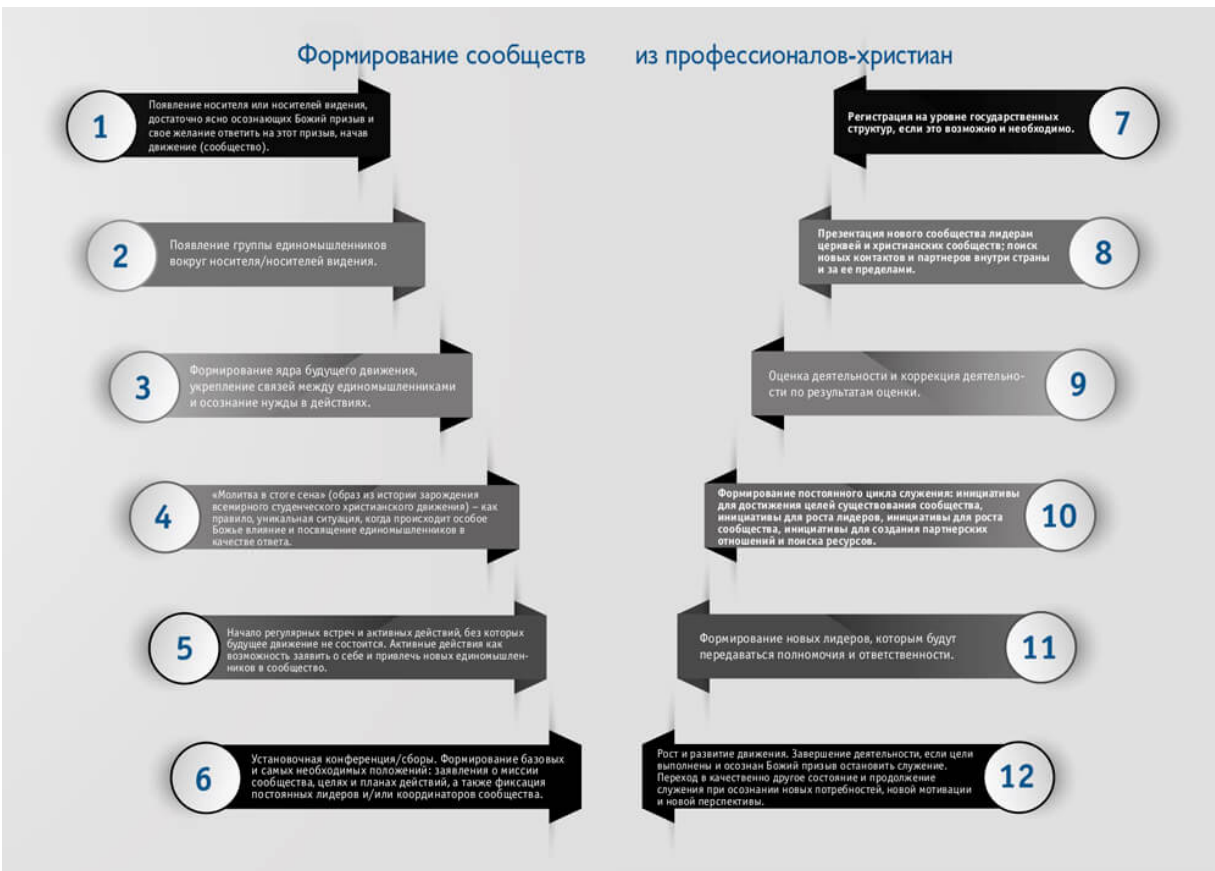 Формирование сообществ из профессионалов-христиан
1
Появление носителя или носителей видения,
достаточно ясно осознающих Божий призыв и
свое желание ответить на этот призыв, начав
движение (сообщество).
2
Появление группы единомышленников
вокруг носителя/носителей видения.
3
Формирование ядра будущего движения,
укрепление связей между единомышленниками
и осознание нужды в действиях.
4
«Молитва в стоге сена» (образ из истории зарождения
всемирного студенческого христианского движения) – как
правило, уникальная ситуация, когда происходит особое
Божье влияние и посвящение единомышленников в
качестве ответа.
5
Начало регулярных встреч и активных действий, без которых
будущее движение не состоится. Активные действия как
возможность заявить о себе и привлечь новых единомышлен-
ников в сообщество.
6
Установочная конференция/сборы. Формирование базовых
и самых необходимых положений: заявления о миссии
сообщества, целях и планах действий, а также фиксация
постоянных лидеров и/или координаторов сообщества.
7
Регистрация на уровне государственных
структур, если это возможно и необходимо.
8
Презентация нового сообщества лидерам
церквей и христианских сообществ; поиск
новых контактов и партнеров внутри страны
и за ее пределами.
9
Оценка деятельности и коррекция деятельно-
сти по результатам оценки.
10
Формирование постоянного цикла служения: инициативы
для достижения целей существования сообщества,
инициативы для роста лидеров, инициативы для роста
сообщества, инициативы для создания партнерских
отношений и поиска ресурсов.
11
Формирование новых лидеров, которым будут
передаваться полномочия и ответственности.
12
Рост и развитие движения. Завершение деятельности, если цели
выполнены и осознан Божий призыв остановить служение.
Переход в качественно другое состояние и продолжение
служения при осознании новых потребностей, новой мотивации
и новой перспективы.